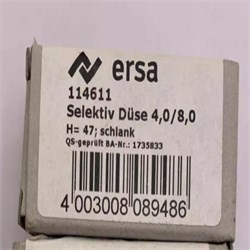 ersa
114611
Selektiv Düse 4,0/8,0
H= 47; schlank
QS-geprüft BA-Nr.: 1735833
4 003008 089486